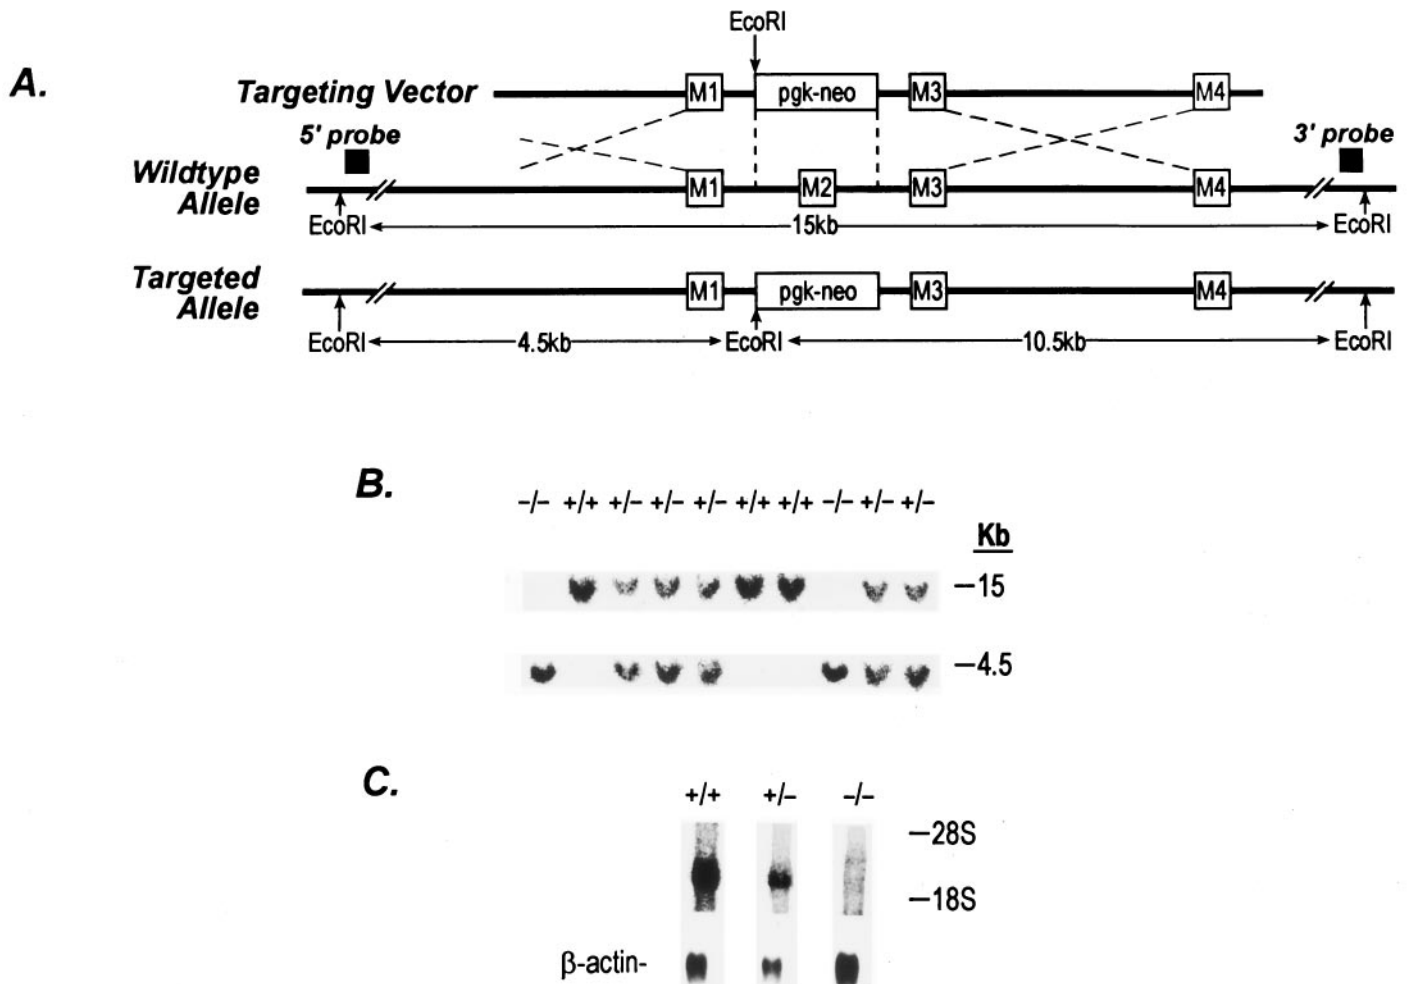 A.
EcoRI
Targeting Vector
M1 pgk-neo M3 M4
5' probe
3' probe
Wildtype
Allele
M1 M2 M3 M4
EcoRI 15kb EcoRI
Targeted
Allele
M1 pgk-neo M3 M4
EcoRI 4.5kb EcoRI 10.5kb EcoRI
B.
–/– +/+ +/– +/– +/– +/+ +/+ –/– +/– +/–
Kb
–15
–4.5
C.
+/+ +/– –/–
–28S
–18S
β-actin-